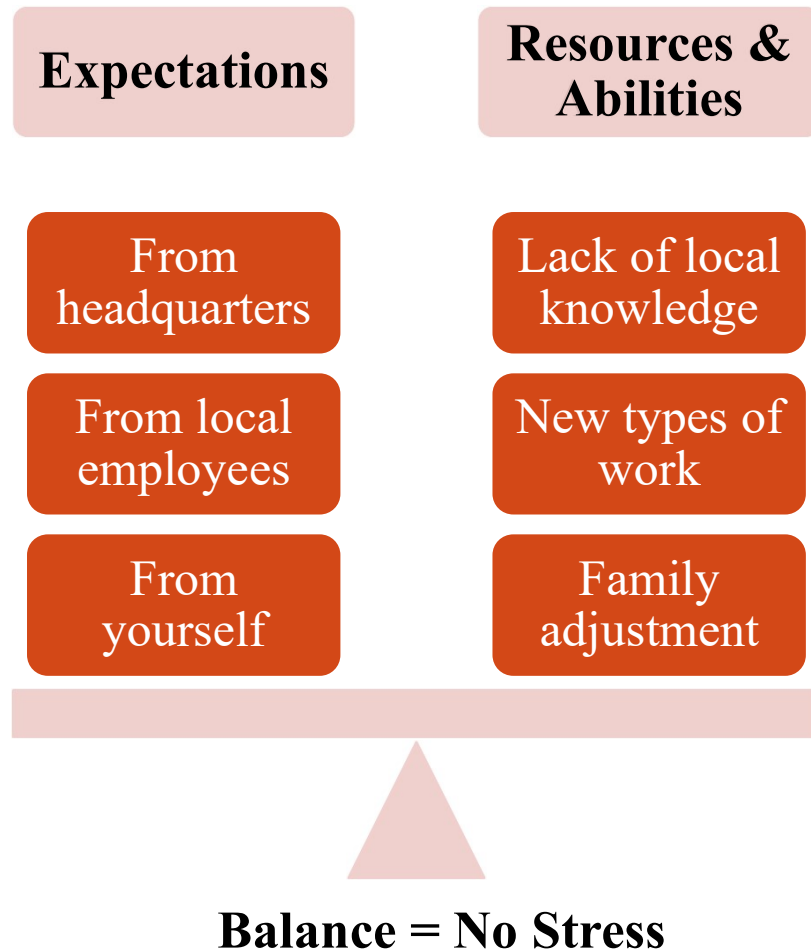 Expectations
Resources &
Abilities
From
headquarters
From local
employees
From
yourself
Lack of local
knowledge
New types of
work
Family
adjustment
Balance = No Stress